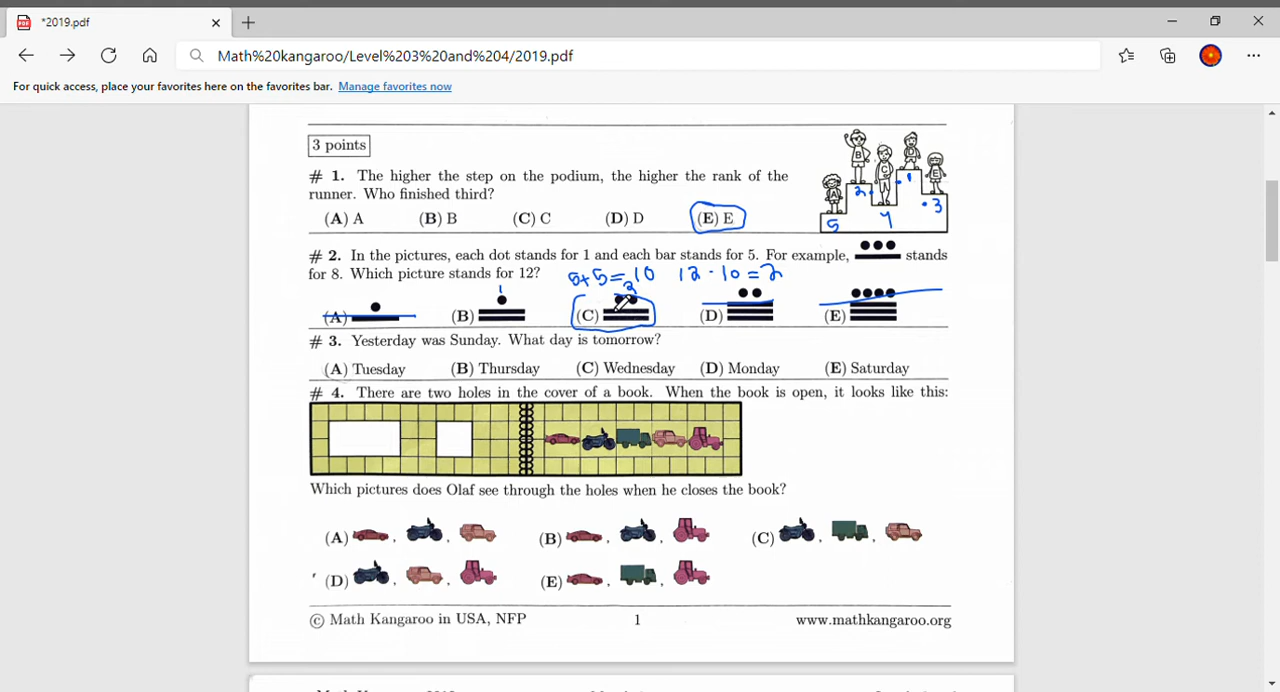 *2019.pdf
Math%20kangaroo/Level%203%20and%204/2019.pdf
For quick access, place your favorites here on the favorites bar. Manage favorites now
3 points
# 1. The higher the step on the podium, the higher the rank of the
runner. Who finished third?
(A) A (B) B (C) C (D) D (E) E
A B C D E
5 2 4 1 3
# 2. In the pictures, each dot stands for 1 and each bar stands for 5. For example, stands
for 8. Which picture stands for 12? 5+5=10 12-10=2
(A) (B) (C) (D) (E)
# 3. Yesterday was Sunday. What day is tomorrow?
(A) Tuesday (B) Thursday (C) Wednesday (D) Monday (E) Saturday
# 4. There are two holes in the cover of a book. When the book is open, it looks like this:
Which pictures does Olaf see through the holes when he closes the book?
(A) , , (B) , , (C) , ,
(D) , , (E) , ,
© Math Kangaroo in USA, NFP 1 www.mathkangaroo.org